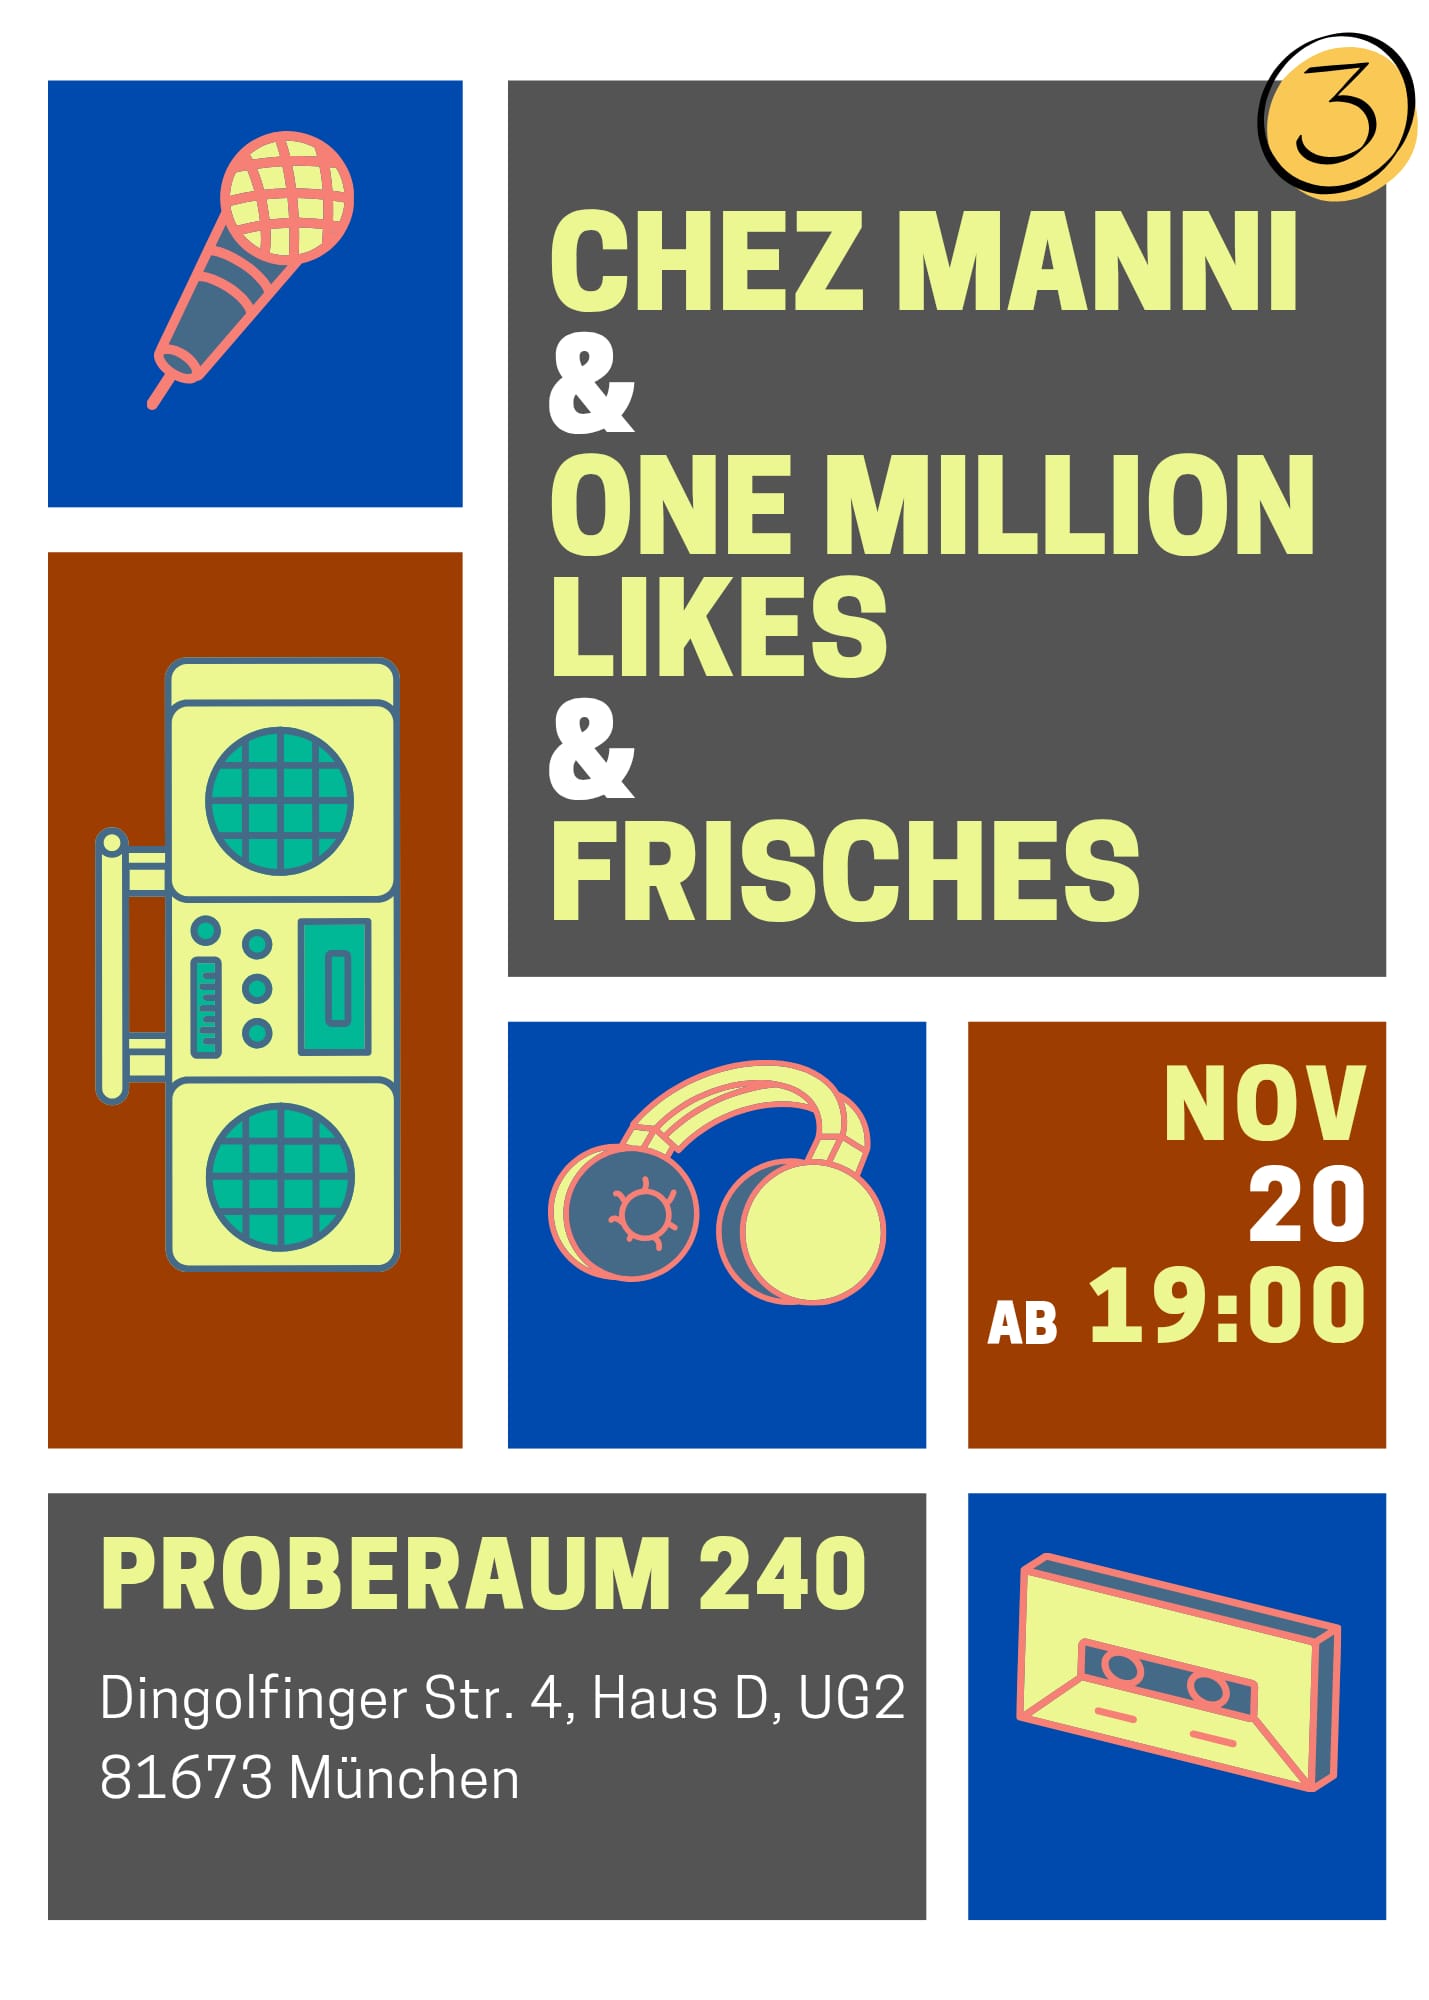 3
CHEZ MANNI
&
ONE MILLION
LIKES
&
FRISCHES
NOV
20
AB 19:00
PROBERAUM 240
Dingolfinger Str. 4, Haus D, UG2
81673 München